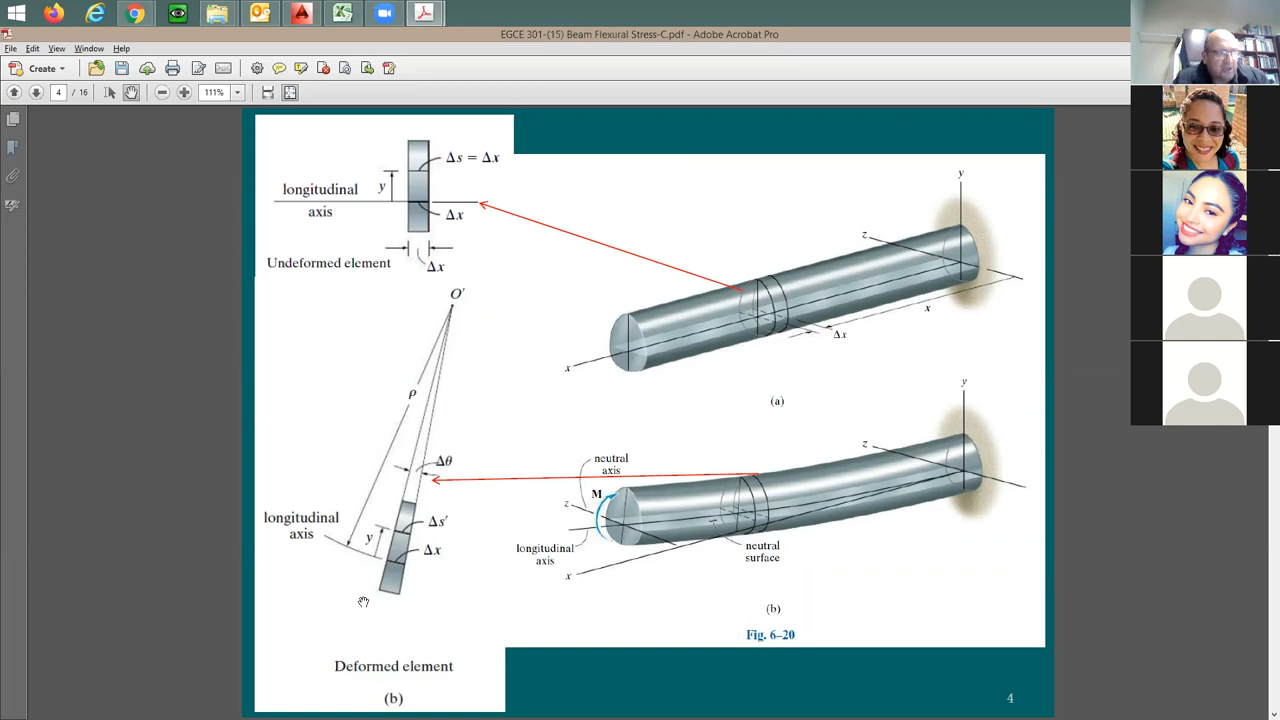 EGCE 301-(15) Beam Flexural Stress-C.pdf - Adobe Acrobat Pro
File Edit View Window Help
Create
4 / 16 111%
Δs = Δx
y
longitudinal
axis
Δx
Undeformed element
Δx
O'
ρ
Δθ
longitudinal
axis
y
Δs'
Δx
Deformed element
(b)
y
z
x
Δx
x
(a)
y
z
neutral
axis
M
z
longitudinal
axis
x
neutral
surface
(b)
Fig. 6–20
4